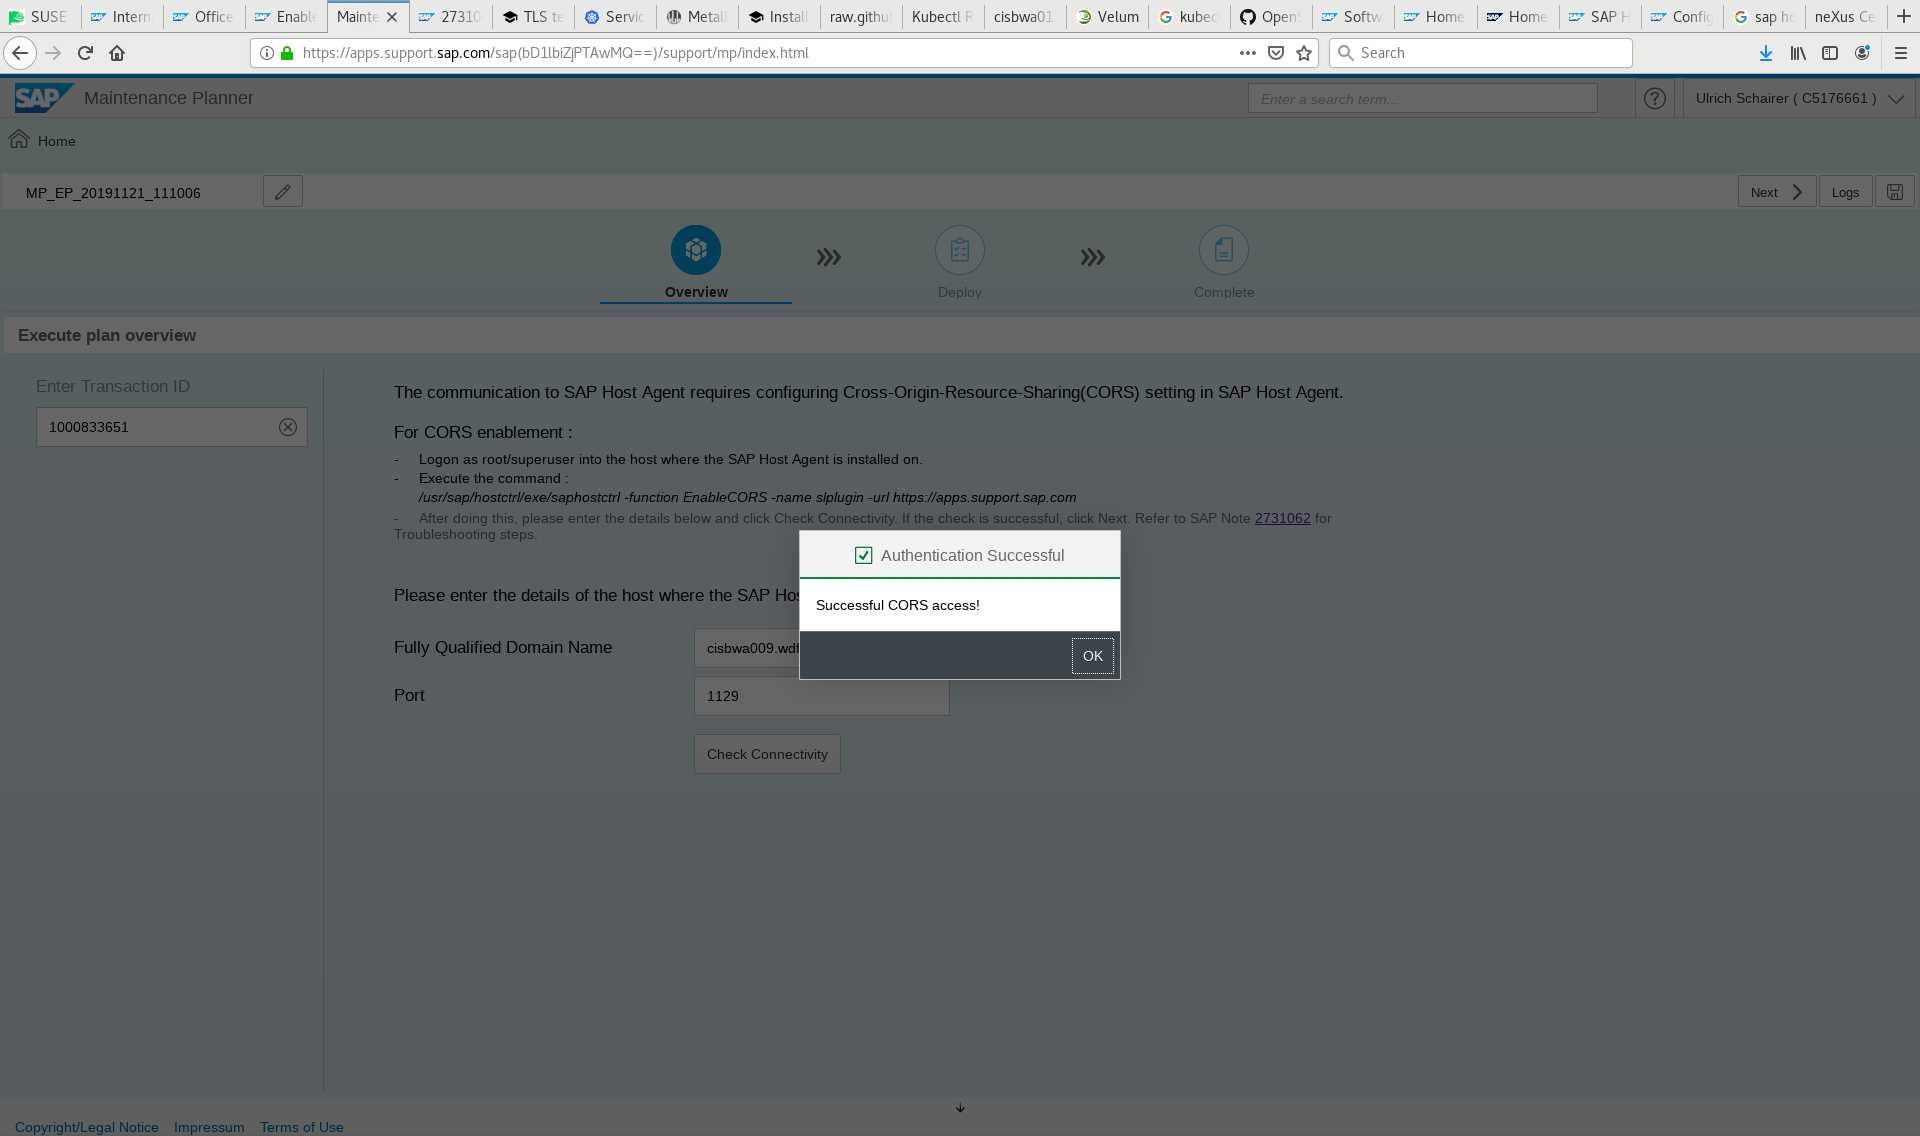 SUSE
Intern
Office
Enable
Mainte
27310
TLS te
Servic
Metall
Install
raw.githu
Kubectl R
cisbwa01
Velum
kubec
OpenS
Softw
Home
Home
SAP H
Config
sap ho
neXus Ce
https://apps.support.sap.com/sap(bD1lbiZjPTAwMQ==)/support/mp/index.html
Search
SAP
Maintenance Planner
Enter a search term...
Ulrich Schairer ( C5176661 )
Home
MP_EP_20191121_111006
Next
Logs
Overview
Deploy
Complete
Execute plan overview
Enter Transaction ID
1000833651
The communication to SAP Host Agent requires configuring Cross-Origin-Resource-Sharing(CORS) setting in SAP Host Agent.
For CORS enablement :
- Logon as root/superuser into the host where the SAP Host Agent is installed on.
- Execute the command :
/usr/sap/hostctrl/exe/saphostctrl -function EnableCORS -name slplugin -url https://apps.support.sap.com
- After doing this, please enter the details below and click Check Connectivity. If the check is successful, click Next. Refer to SAP Note 2731062 for
Troubleshooting steps.
Please enter the details of the host where the SAP Hos
Fully Qualified Domain Name
cisbwa009.wdf
Port
1129
Check Connectivity
Authentication Successful
Successful CORS access!
OK
Copyright/Legal Notice Impressum Terms of Use